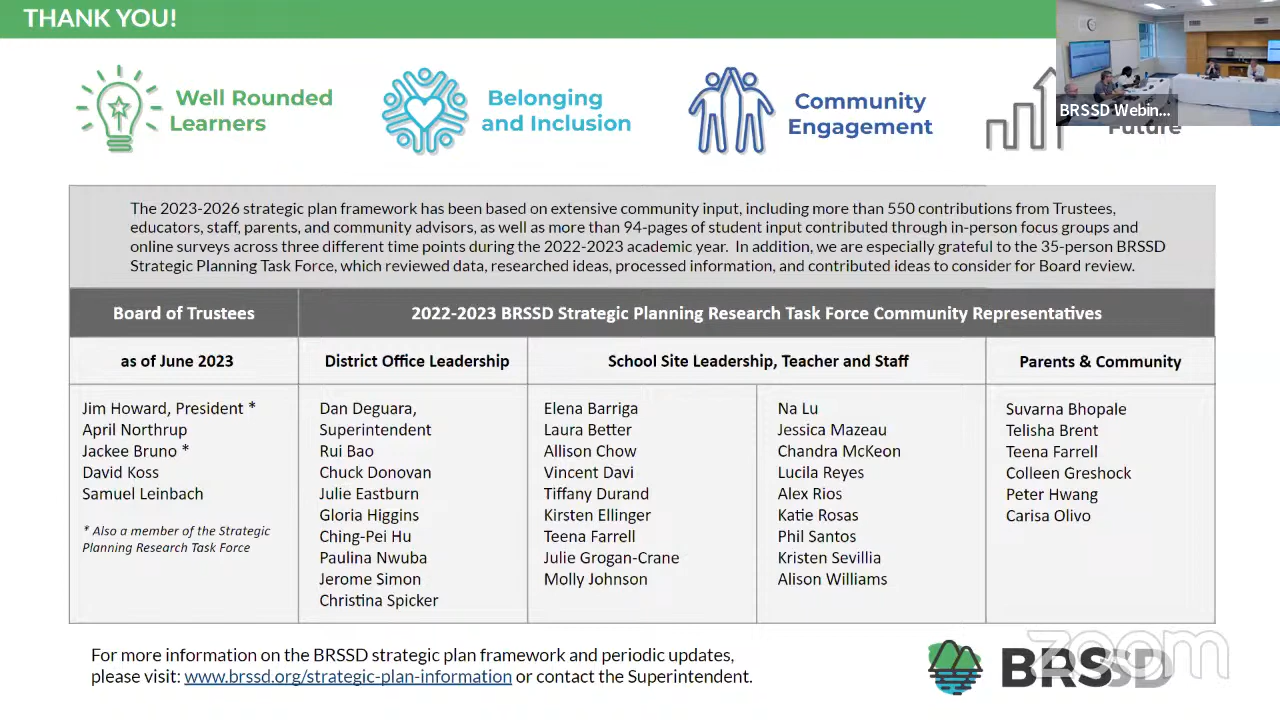 THANK YOU!
Well Rounded
Learners
Belonging
and Inclusion
Community
Engagement
Future
BRSSD Webin...
The 2023-2026 strategic plan framework has been based on extensive community input, including more than 550 contributions from Trustees,
educators, staff, parents, and community advisors, as well as more than 94-pages of student input contributed through in-person focus groups and
online surveys across three different time points during the 2022-2023 academic year. In addition, we are especially grateful to the 35-person BRSSD
Strategic Planning Task Force, which reviewed data, researched ideas, processed information, and contributed ideas to consider for Board review.
Board of Trustees
2022-2023 BRSSD Strategic Planning Research Task Force Community Representatives
as of June 2023
District Office Leadership
School Site Leadership, Teacher and Staff
Parents & Community
Jim Howard, President *
April Northrup
Jackee Bruno *
David Koss
Samuel Leinbach
* Also a member of the Strategic
Planning Research Task Force
Dan Deguara,
Superintendent
Rui Bao
Chuck Donovan
Julie Eastburn
Gloria Higgins
Ching-Pei Hu
Paulina Nwuba
Jerome Simon
Christina Spicker
Elena Barriga
Laura Better
Allison Chow
Vincent Davi
Tiffany Durand
Kirsten Ellinger
Teena Farrell
Julie Grogan-Crane
Molly Johnson
Na Lu
Jessica Mazeau
Chandra McKeon
Lucila Reyes
Alex Rios
Katie Rosas
Phil Santos
Kristen Sevillia
Alison Williams
Suvarna Bhopale
Telisha Brent
Teena Farrell
Colleen Greshock
Peter Hwang
Carisa Olivo
For more information on the BRSSD strategic plan framework and periodic updates,
please visit: www.brssd.org/strategic-plan-information or contact the Superintendent.
BRSSD
zoom